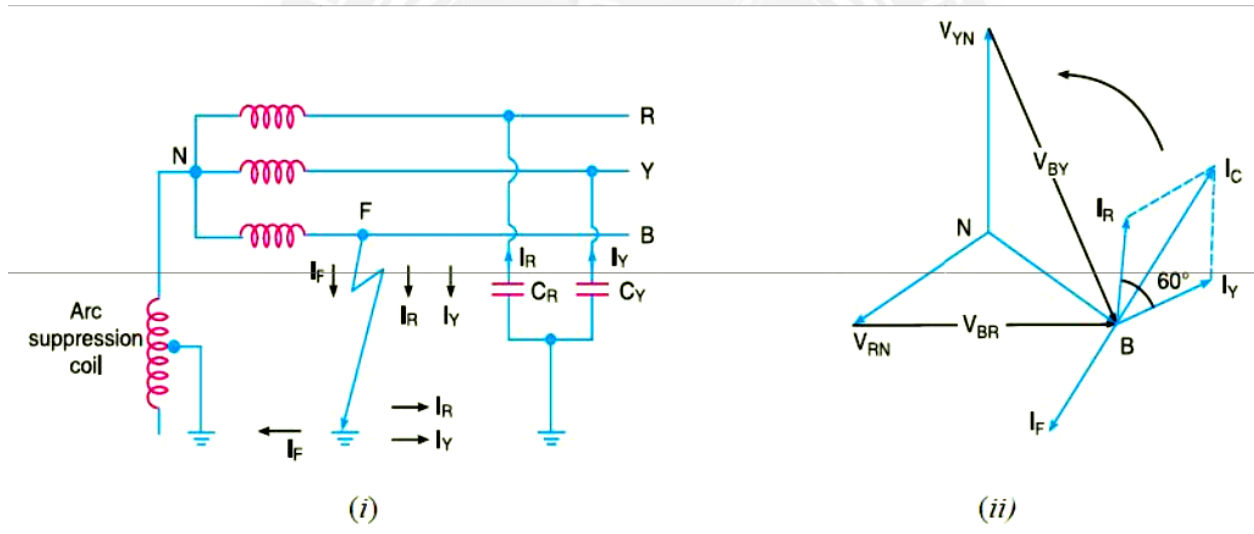 R
N
Y
F
B
I_F
I_R
I_Y
I_R
C_R
I_Y
C_Y
Arc
suppression
coil
I_F
I_R
I_Y
(i)
V_YN
V_BY
I_C
I_R
N
60°
I_Y
V_RN
V_BR
B
I_F
(ii)